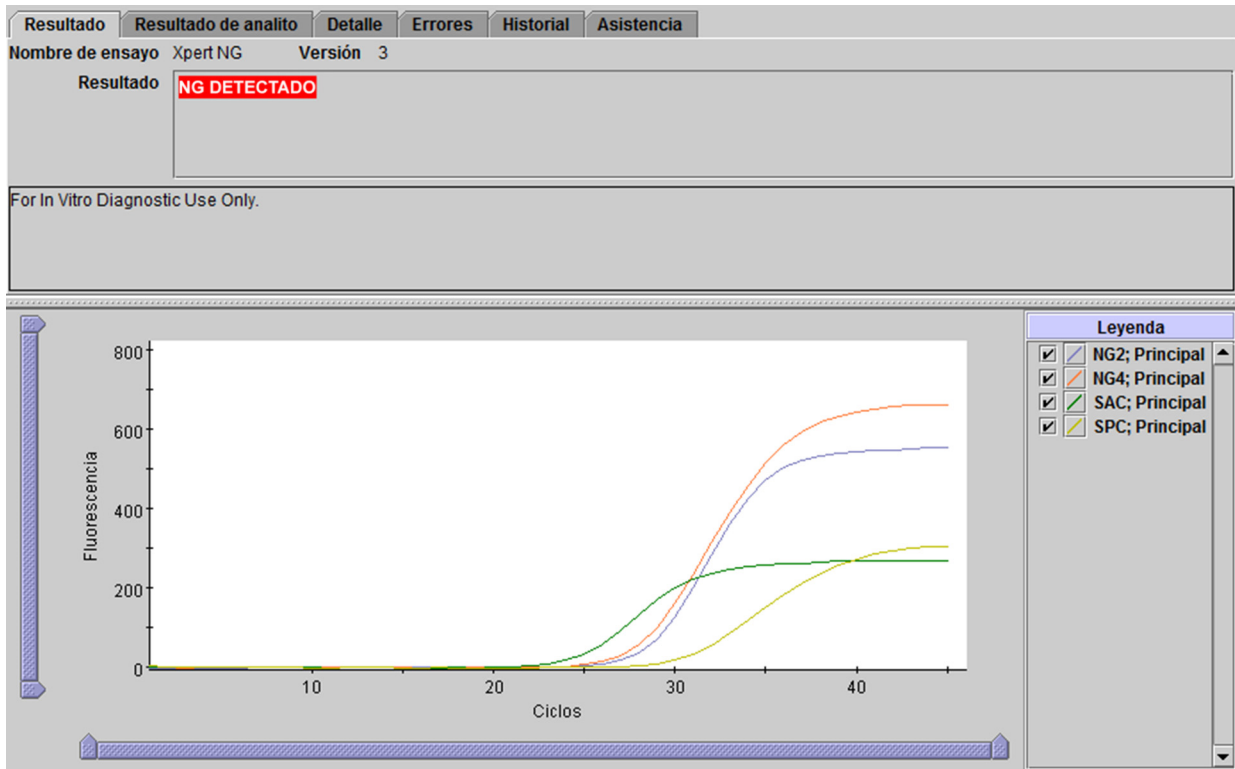 Resultado Resultado de analito Detalle Errores Historial Asistencia
Nombre de ensayo Xpert NG Versión 3
Resultado NG DETECTADO
For In Vitro Diagnostic Use Only.
Leyenda
NG2; Principal
NG4; Principal
SAC; Principal
SPC; Principal
Fluorescencia
800
600
400
200
0
10 20 30 40
Ciclos